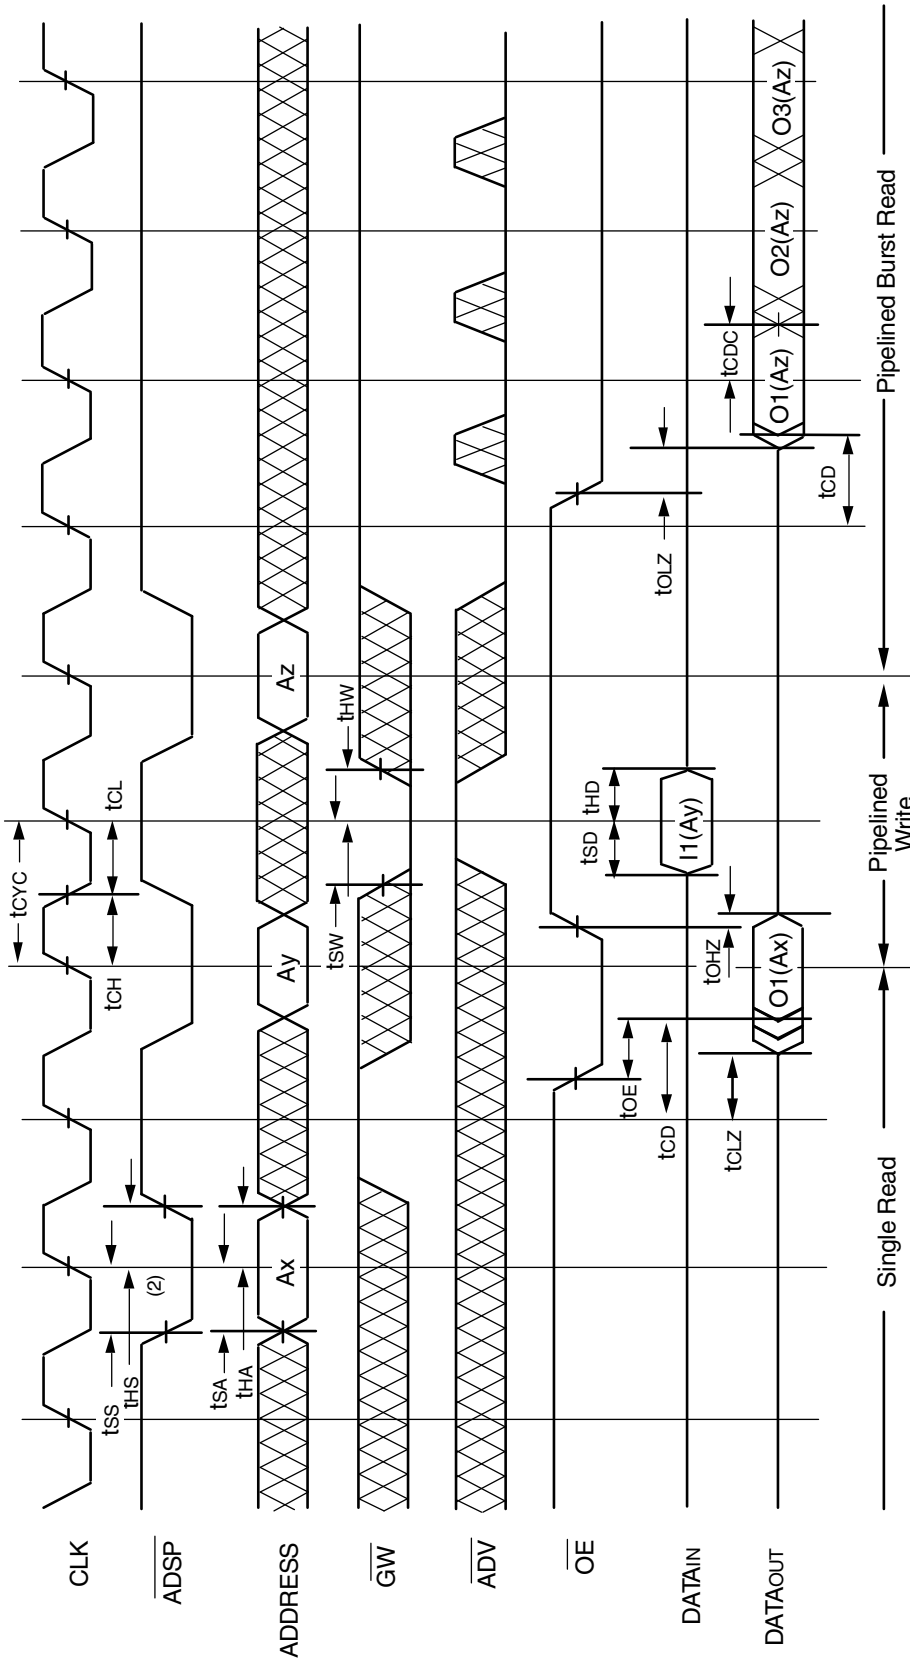 CLK
tCYC
tCH
tCL
ADSP
tSS
tHS
(2)
ADDRESS
tSA
tHA
Ax
Ay
Az
GW
tSW
tHW
ADV
OE
tOE
tOHZ
tOLZ
DATAIN
tCD
tSD
tHD
I1(Ay)
DATAOUT
tCLZ
O1(Ax)
tCDC
O1(Az)
O2(Az)
O3(Az)
tCD
Single Read
Pipelined
Write
Pipelined Burst Read